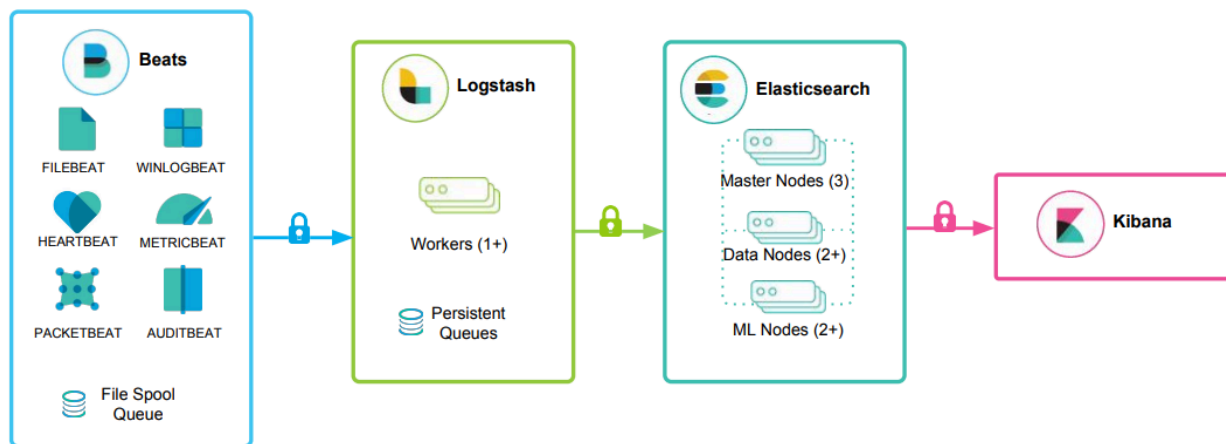 Beats
FILEBEAT
WINLOGBEAT
HEARTBEAT
METRICBEAT
PACKETBEAT
AUDITBEAT
File Spool
Queue
Logstash
Workers (1+)
Persistent
Queues
Elasticsearch
Master Nodes (3)
Data Nodes (2+)
ML Nodes (2+)
Kibana